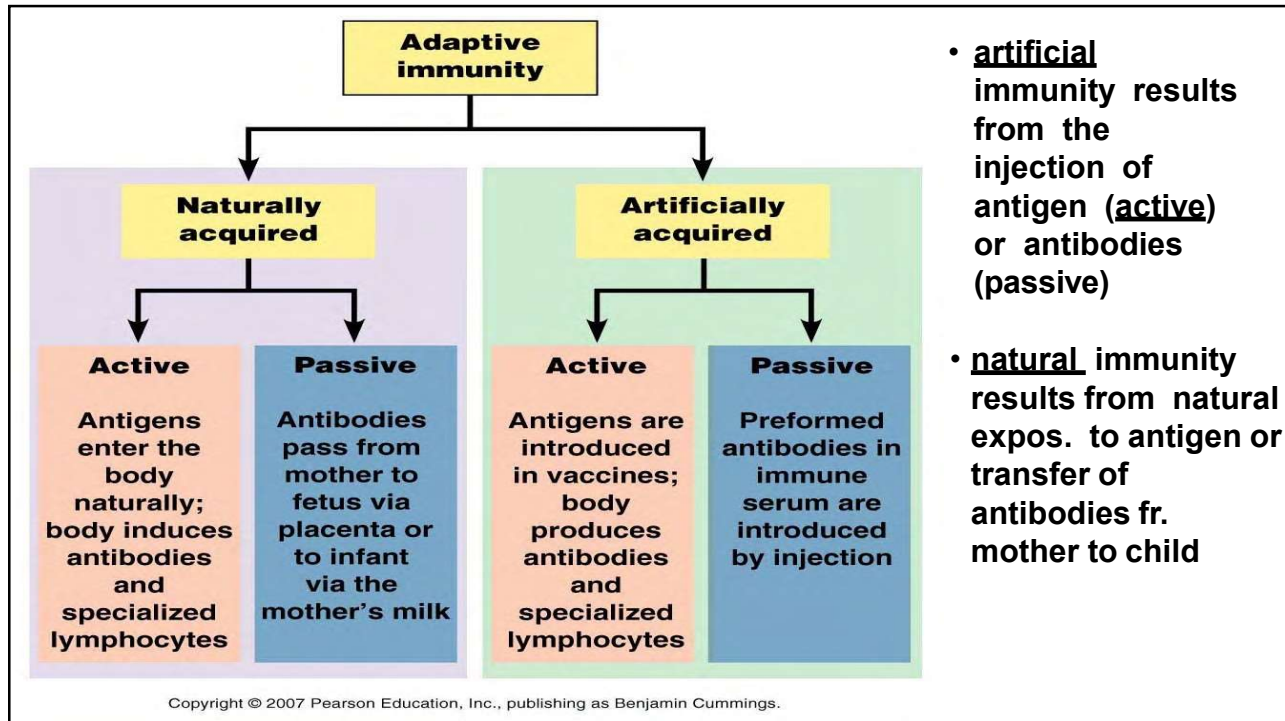 Adaptive
immunity
Naturally
acquired
Artificially
acquired
Active
Antigens
enter the
body
naturally;
body induces
antibodies
and
specialized
lymphocytes
Passive
Antibodies
pass from
mother to
fetus via
placenta or
to infant
via the
mother's milk
Active
Antigens are
introduced
in vaccines;
body
produces
antibodies
and
specialized
lymphocytes
Passive
Preformed
antibodies in
immune
serum are
introduced
by injection
Copyright © 2007 Pearson Education, Inc., publishing as Benjamin Cummings.
• artificial
immunity results
from the
injection of
antigen (active)
or antibodies
(passive)
• natural immunity
results from natural
expos. to antigen or
transfer of
antibodies fr.
mother to child